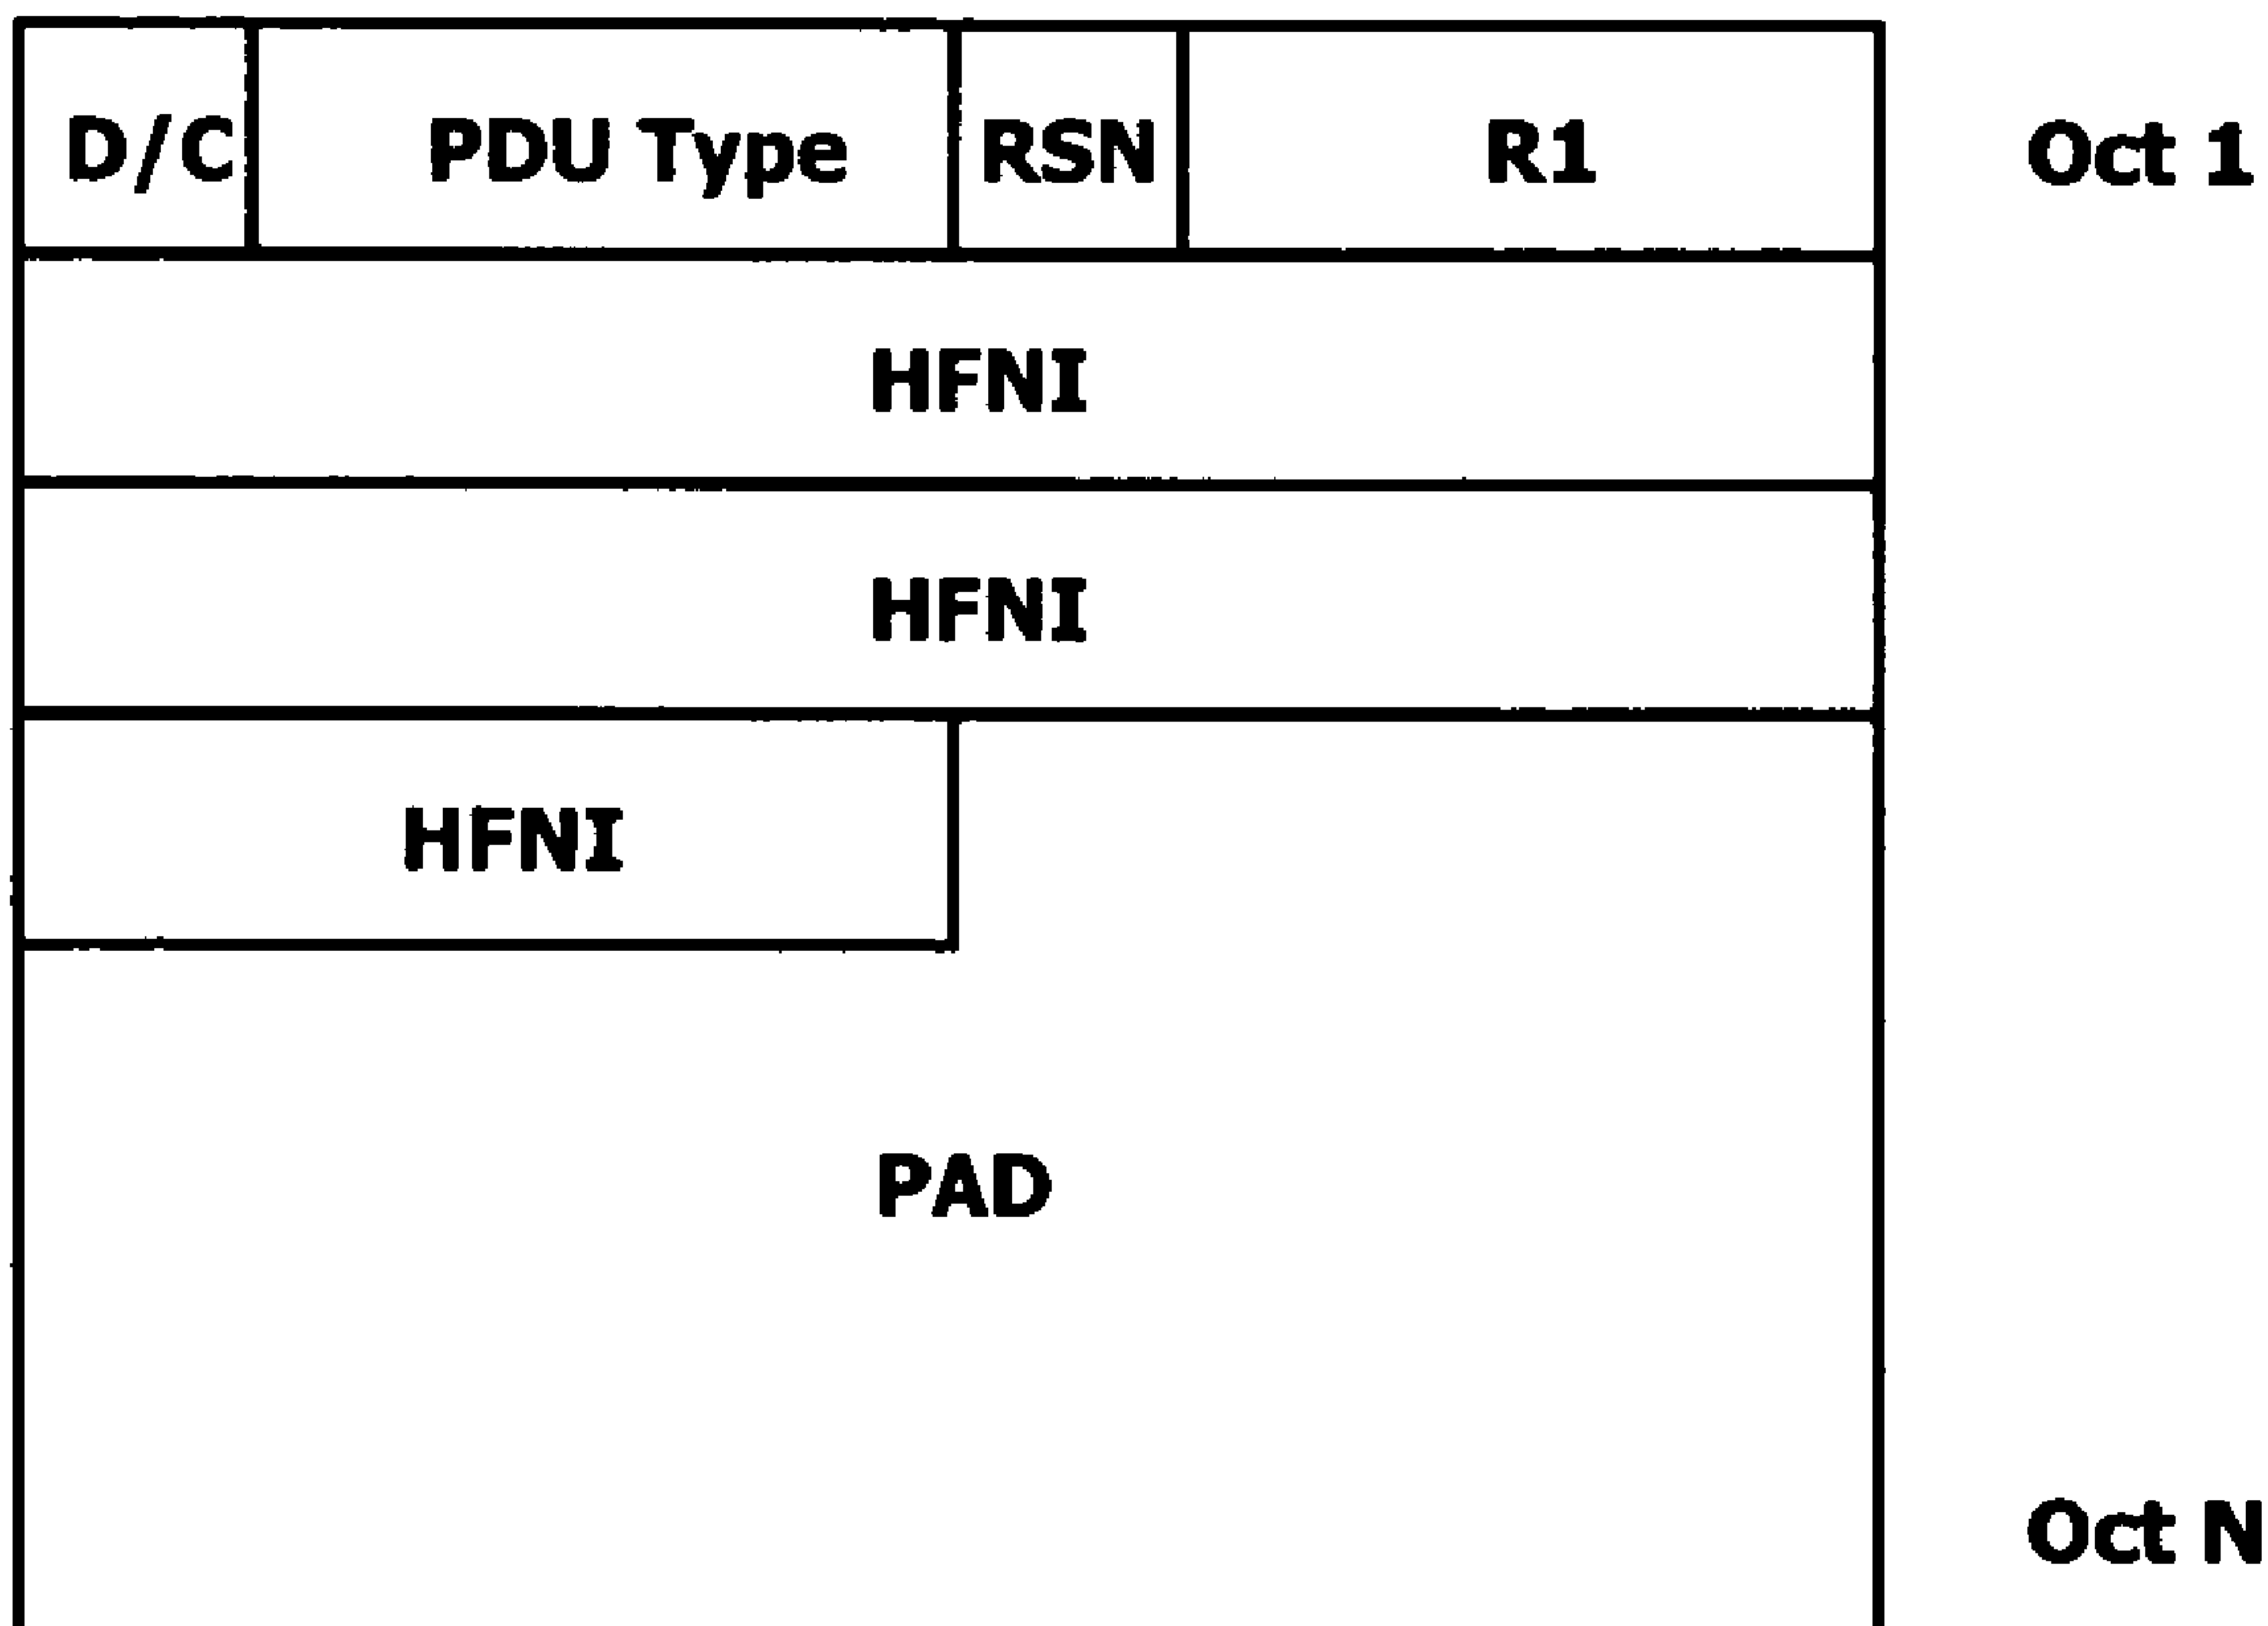 D/C PDU Type RSN R1 Oct 1
HFNI
HFNI
HFNI
PAD
Oct N